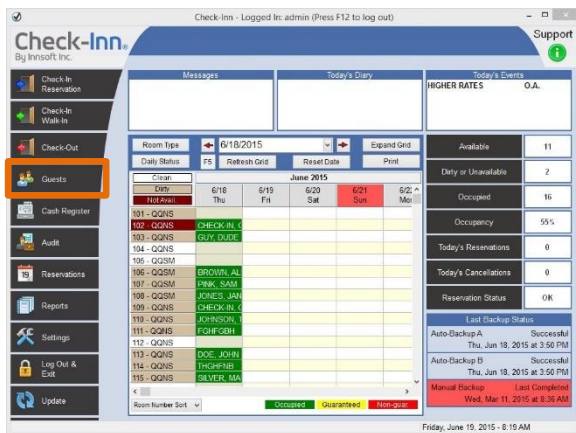 Check-Inn - Logged In: admin (Press F12 to log out)
Check-Inn®
By Innsoft Inc.
Support
Check-In
Reservation
Check-In
Walk-In
Check-Out
Guests
Cash Register
Audit
19
Reservations
Reports
Settings
Log Out &
Exit
Update
Messages
Today's Diary
Today's Events
HIGHER RATES O.A.
Room Type 6/18/2015 Expand Grid
Daily Status F5 Refresh Grid Reset Date Print
Clean June 2015
Dirty 6/18 6/19 6/20 6/21 6/2
Not Avail. Thu Fri Sat Sun Mo
101 - QQNS
102 - QQNS CHECK-IN, C
103 - QQNS GUY, DUDE
104 - QQNS
105 - QQSM
106 - QQSM BROWN, AL
107 - QQSM PINK, SAM
108 - QQSM JONES, JAN
109 - QQNS CHECK-IN, C
110 - QQNS JOHNSON, T
111 - QQNS FGHFGBH
112 - QQNS
113 - QQNS DOE, JOHN
114 - QQNS THGHFNB
115 - QQNS SILVER, MA
Room Number Sort Occupied Guaranteed Non-guar.
Available 11
Dirty or Unavailable 2
Occupied 16
Occupancy 55%
Today's Reservations 0
Today's Cancellations 0
Reservation Status OK
Last Backup Status
Auto-Backup A Successful
Thu, Jun 18, 2015 at 3:50 PM
Auto-Backup B Successful
Thu, Jun 18, 2015 at 3:50 PM
Manual Backup Last Completed
Wed, Mar 11, 2015 at 8:36 AM
Friday, June 19, 2015 - 8:19 AM